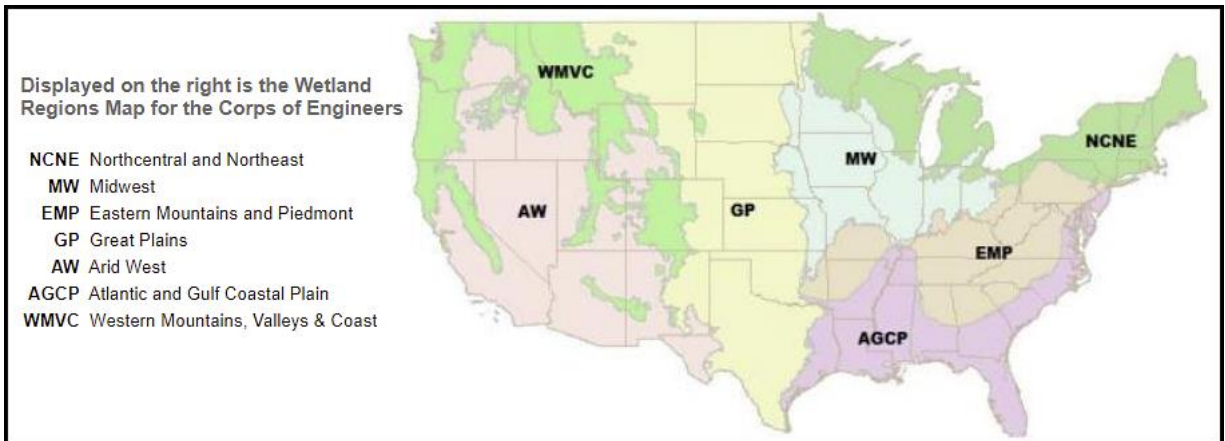 Displayed on the right is the Wetland
Regions Map for the Corps of Engineers
NCNE Northcentral and Northeast
MW Midwest
EMP Eastern Mountains and Piedmont
GP Great Plains
AW Arid West
AGCP Atlantic and Gulf Coastal Plain
WMVC Western Mountains, Valleys & Coast
WMVC
NCNE
MW
AW
GP
EMP
AGCP